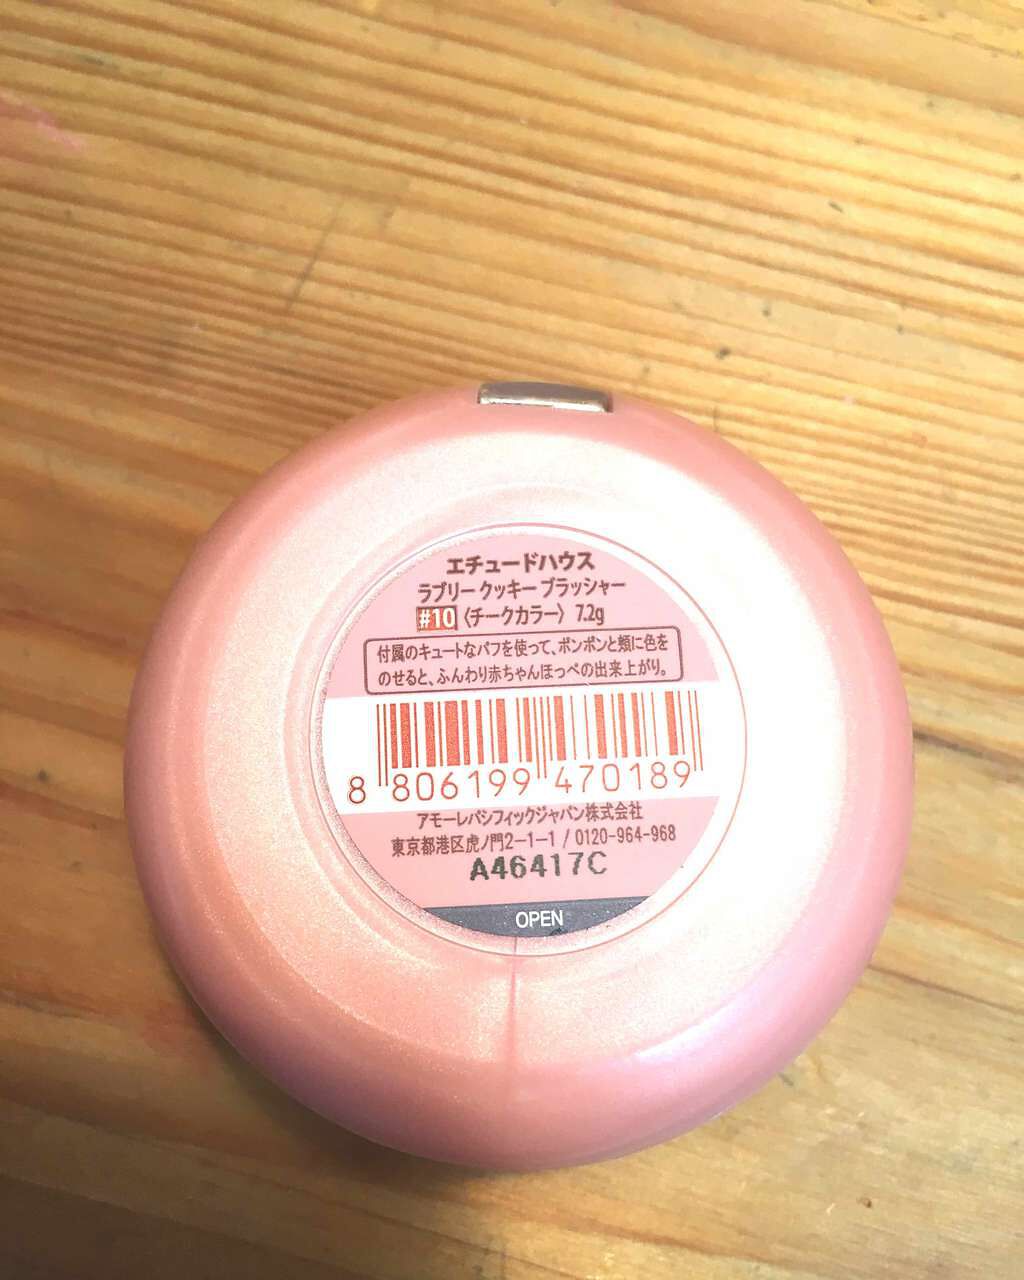 エチュードハウス
ラブリー クッキー ブラッシャー
#10 〈チークカラー〉 7.2g
付属のキュートなパフを使って、ポンポンと頬に色を
のせると、ふんわり赤ちゃんほっぺの出来上がり。
8 806199 470189
アモーレパシフィックジャパン株式会社
東京都港区虎ノ門2-1-1 / 0120-964-968
A46417C
OPEN